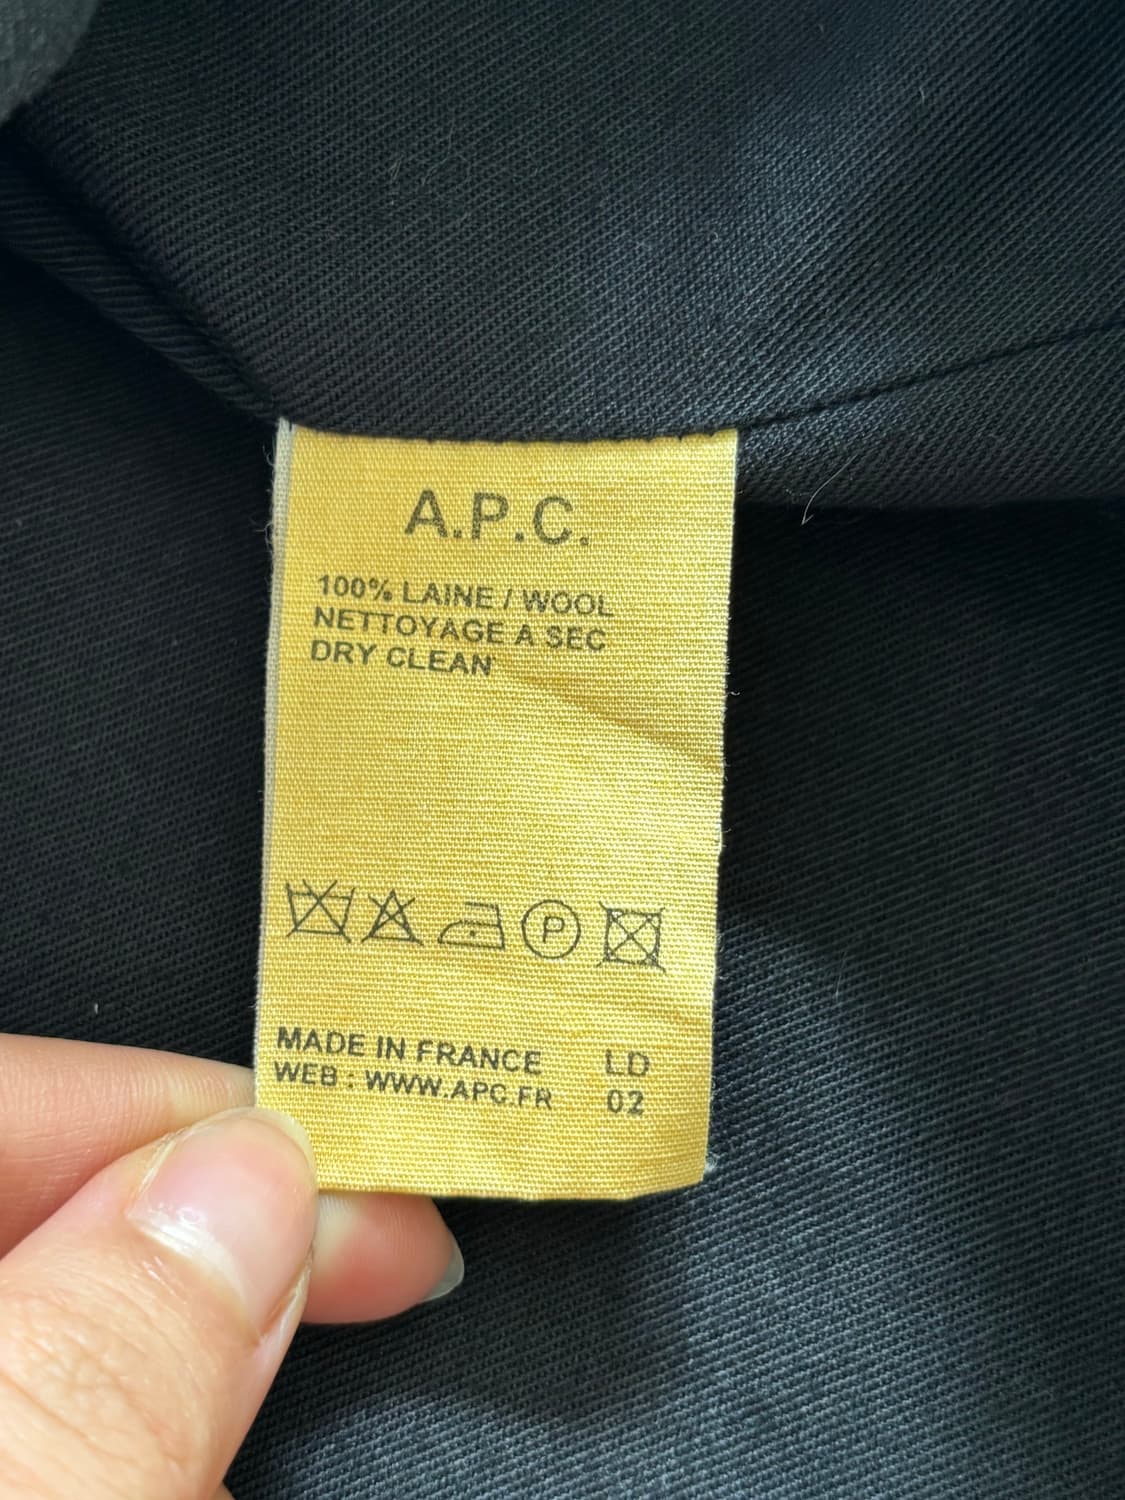 A.P.C.
100% LAINE / WOOL
NETTOYAGE A SEC
DRY CLEAN
P
MADE IN FRANCE LD
WEB : WWW.APC.FR 02